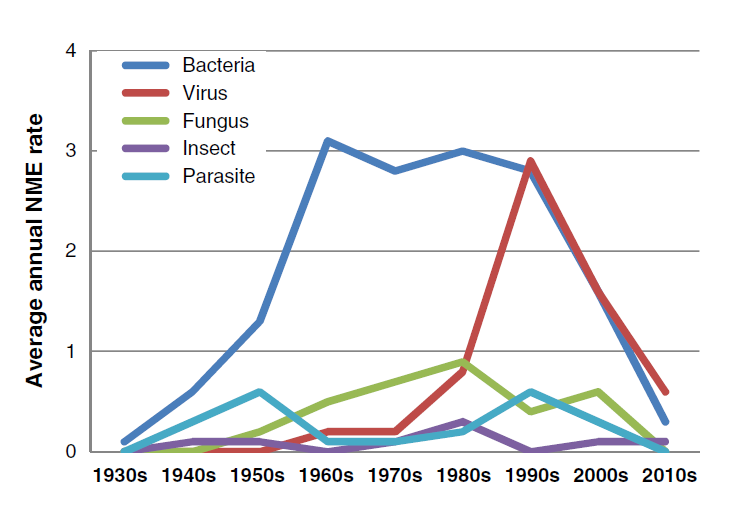 4
3
2
1
0
Average annual NME rate
Bacteria
Virus
Fungus
Insect
Parasite
1930s 1940s 1950s 1960s 1970s 1980s 1990s 2000s 2010s